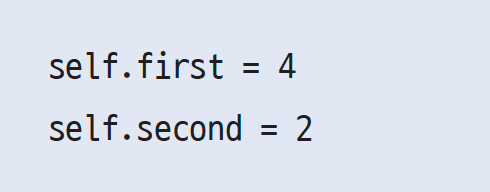 self.first = 4
self.second = 2